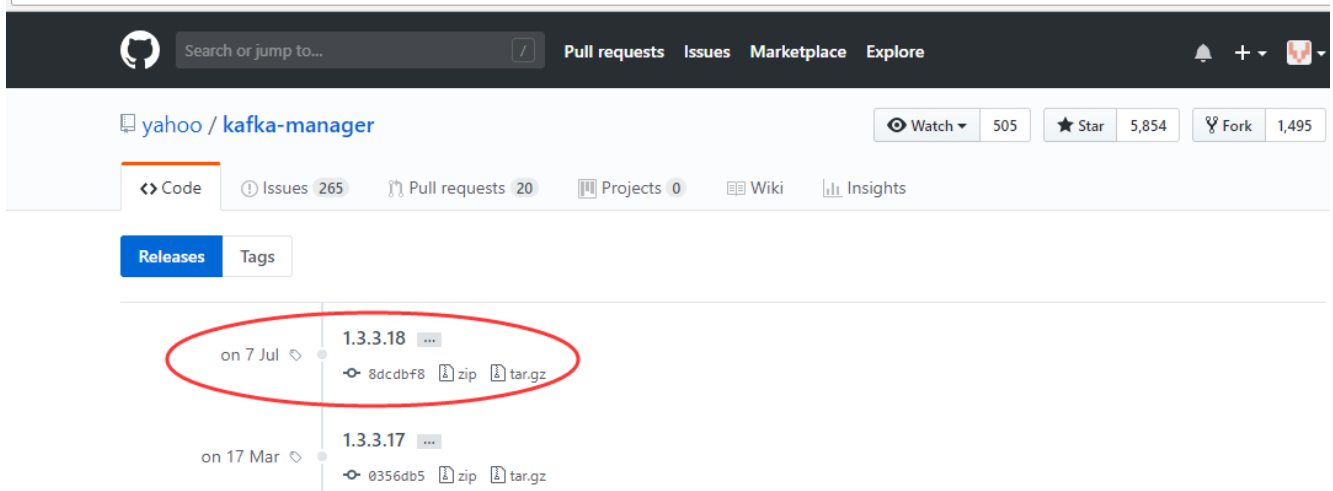 Search or jump to... / Pull requests Issues Marketplace Explore
yahoo / kafka-manager Watch 505 Star 5,854 Fork 1,495
Code Issues 265 Pull requests 20 Projects 0 Wiki Insights
Releases Tags
1.3.3.18 ...
on 7 Jul
8dcdbf8 zip tar.gz
1.3.3.17 ...
on 17 Mar
0356db5 zip tar.gz